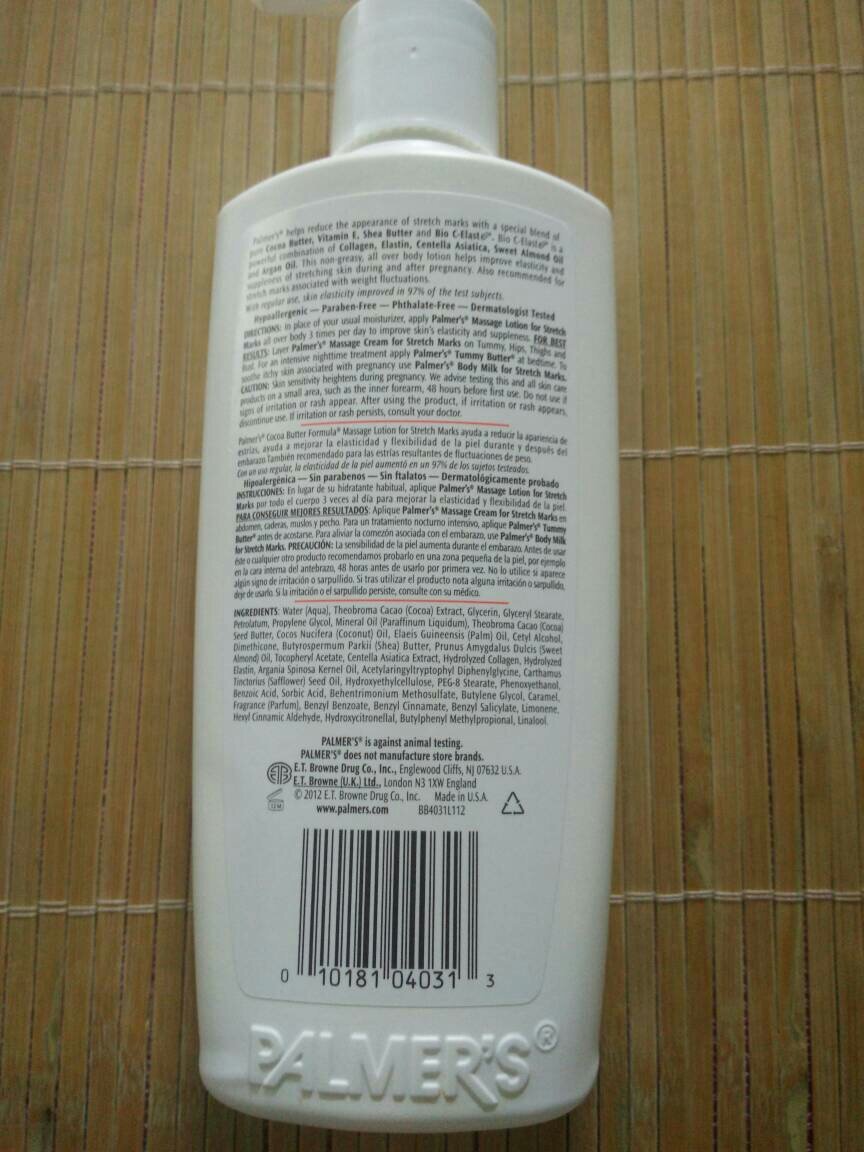 Palmer's® helps reduce the appearance of stretch marks with a special blend of
pure Cocoa Butter, Vitamin E, Shea Butter and Bio C-Elaste®. Bio C-Elaste® is a
powerful combination of Collagen, Elastin, Centella Asiatica, Sweet Almond Oil
and Argan Oil. This non-greasy, all over body lotion helps improve elasticity and
suppleness of stretching skin during and after pregnancy. Also recommended for
stretch marks associated with weight fluctuations.
With regular use, skin elasticity improved in 97% of the test subjects.
Hypoallergenic — Paraben-Free — Phthalate-Free — Dermatologist Tested
DIRECTIONS: In place of your usual moisturizer, apply Palmer's® Massage Lotion for Stretch
Marks all over body 3 times per day to improve skin's elasticity and suppleness. FOR BEST
RESULTS: Layer Palmer's® Massage Cream for Stretch Marks on Tummy, Hips, Thighs and
Bust. For an intensive nighttime treatment apply Palmer's® Tummy Butter® at bedtime. To
soothe itchy skin associated with pregnancy use Palmer's® Body Milk for Stretch Marks.
CAUTION: Skin sensitivity heightens during pregnancy. We advise testing this and all skin care
products on a small area, such as the inner forearm, 48 hours before first use. Do not use if
signs of irritation or rash appear. After using the product, if irritation or rash appears,
discontinue use. If irritation or rash persists, consult your doctor.
Palmer's® Cocoa Butter Formula® Massage Lotion for Stretch Marks ayuda a reducir la apariencia de
estrías, ayuda a mejorar la elasticidad y flexibilidad de la piel durante y después del
embarazo También recomendado para las estrías resultantes de fluctuaciones de peso.
Con un uso regular, la elasticidad de la piel aumentó en un 97% de los sujetos testeados.
Hipoalergénica — Sin parabenos — Sin ftalatos — Dermatológicamente probado
INSTRUCCIONES: En lugar de su hidratante habitual, aplique Palmer's® Massage Lotion for Stretch
Marks por todo el cuerpo 3 veces al día para mejorar la elasticidad y flexibilidad de la piel.
PARA CONSEGUIR MEJORES RESULTADOS: Aplique Palmer's® Massage Cream for Stretch Marks en
abdomen, caderas, muslos y pecho. Para un tratamiento nocturno intensivo, aplique Palmer's® Tummy
Butter® antes de acostarse. Para aliviar la comezón asociada con el embarazo, use Palmer's® Body Milk
for Stretch Marks. PRECAUCIÓN: La sensibilidad de la piel aumenta durante el embarazo. Antes de usar
éste o cualquier otro producto recomendamos probarlo en una zona pequeña de la piel, por ejemplo
en la cara interna del antebrazo, 48 horas antes de usarlo por primera vez. No lo utilice si aparece
algún signo de irritación o sarpullido. Si tras utilizar el producto nota alguna irritación o sarpullido,
deje de usarlo. Si la irritación o el sarpullido persiste, consulte con su médico.
INGREDIENTS: Water (Aqua), Theobroma Cacao (Cocoa) Extract, Glycerin, Glyceryl Stearate,
Petrolatum, Propylene Glycol, Mineral Oil (Paraffinum Liquidum), Theobroma Cacao (Cocoa)
Seed Butter, Cocos Nucifera (Coconut) Oil, Elaeis Guineensis (Palm) Oil, Cetyl Alcohol,
Dimethicone, Butyrospermum Parkii (Shea) Butter, Prunus Amygdalus Dulcis (Sweet
Almond) Oil, Tocopheryl Acetate, Centella Asiatica Extract, Hydrolyzed Collagen, Hydrolyzed
Elastin, Argania Spinosa Kernel Oil, Acetylaringyltryptophyl Diphenylglycine, Carthamus
Tinctorius (Safflower) Seed Oil, Hydroxyethylcellulose, PEG-8 Stearate, Phenoxyethanol,
Benzoic Acid, Sorbic Acid, Behentrimonium Methosulfate, Butylene Glycol, Caramel,
Fragrance (Parfum), Benzyl Benzoate, Benzyl Cinnamate, Benzyl Salicylate, Limonene,
Hexyl Cinnamic Aldehyde, Hydroxycitronellal, Butylphenyl Methylpropional, Linalool.
PALMER'S® is against animal testing.
PALMER'S® does not manufacture store brands.
EB E.T. Browne Drug Co., Inc., Englewood Cliffs, NJ 07632 U.S.A.
E.T. Browne (U.K.) Ltd., London N3 1XW England
12M © 2012 E.T. Browne Drug Co., Inc. Made in U.S.A.
www.palmers.com BB4031L112
0 10181 04031 3
PALMER'S®